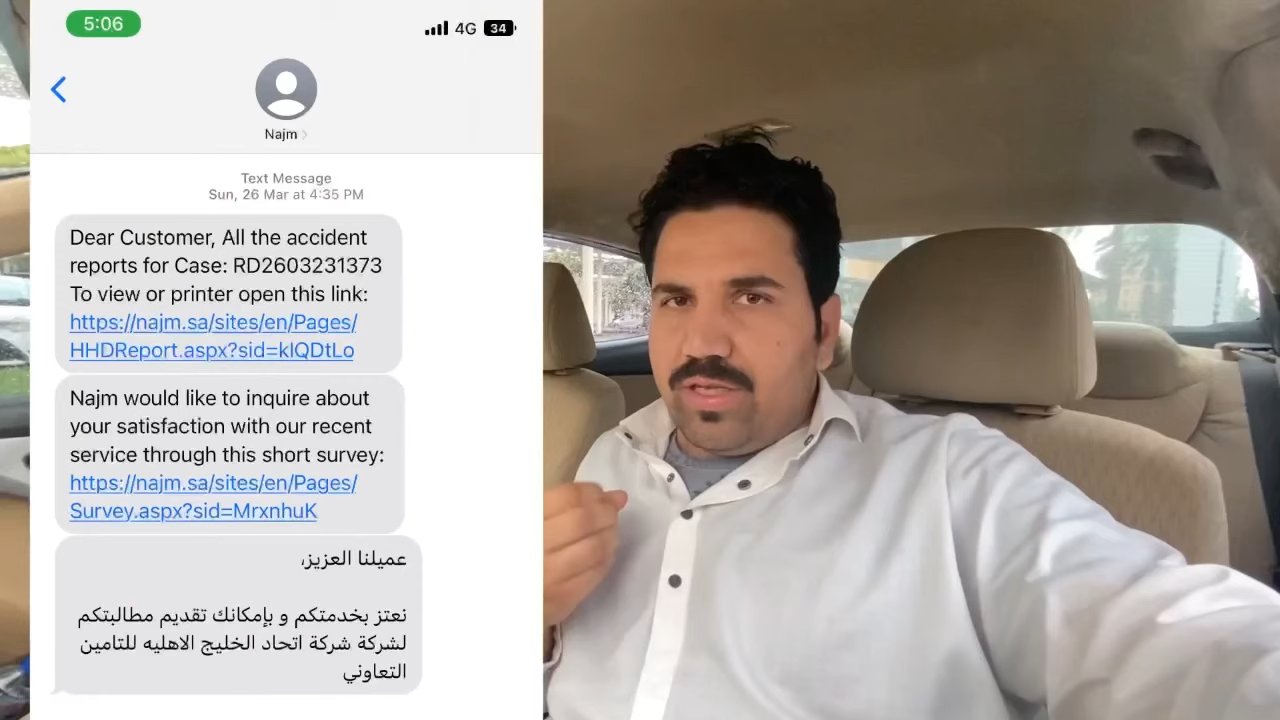 5:06
4G 34
Najm
Text Message
Sun, 26 Mar at 4:35 PM
Dear Customer, All the accident
reports for Case: RD2603231373
To view or printer open this link:
https://najm.sa/sites/en/Pages/
HHDReport.aspx?sid=klQDtLo
Najm would like to inquire about
your satisfaction with our recent
service through this short survey:
https://najm.sa/sites/en/Pages/
Survey.aspx?sid=MrxnhuK
عميلنا العزيز،
نعتز بخدمتكم و بإمكانك تقديم مطالبتكم
لشركة شركة اتحاد الخليج الاهليه للتامين
التعاوني